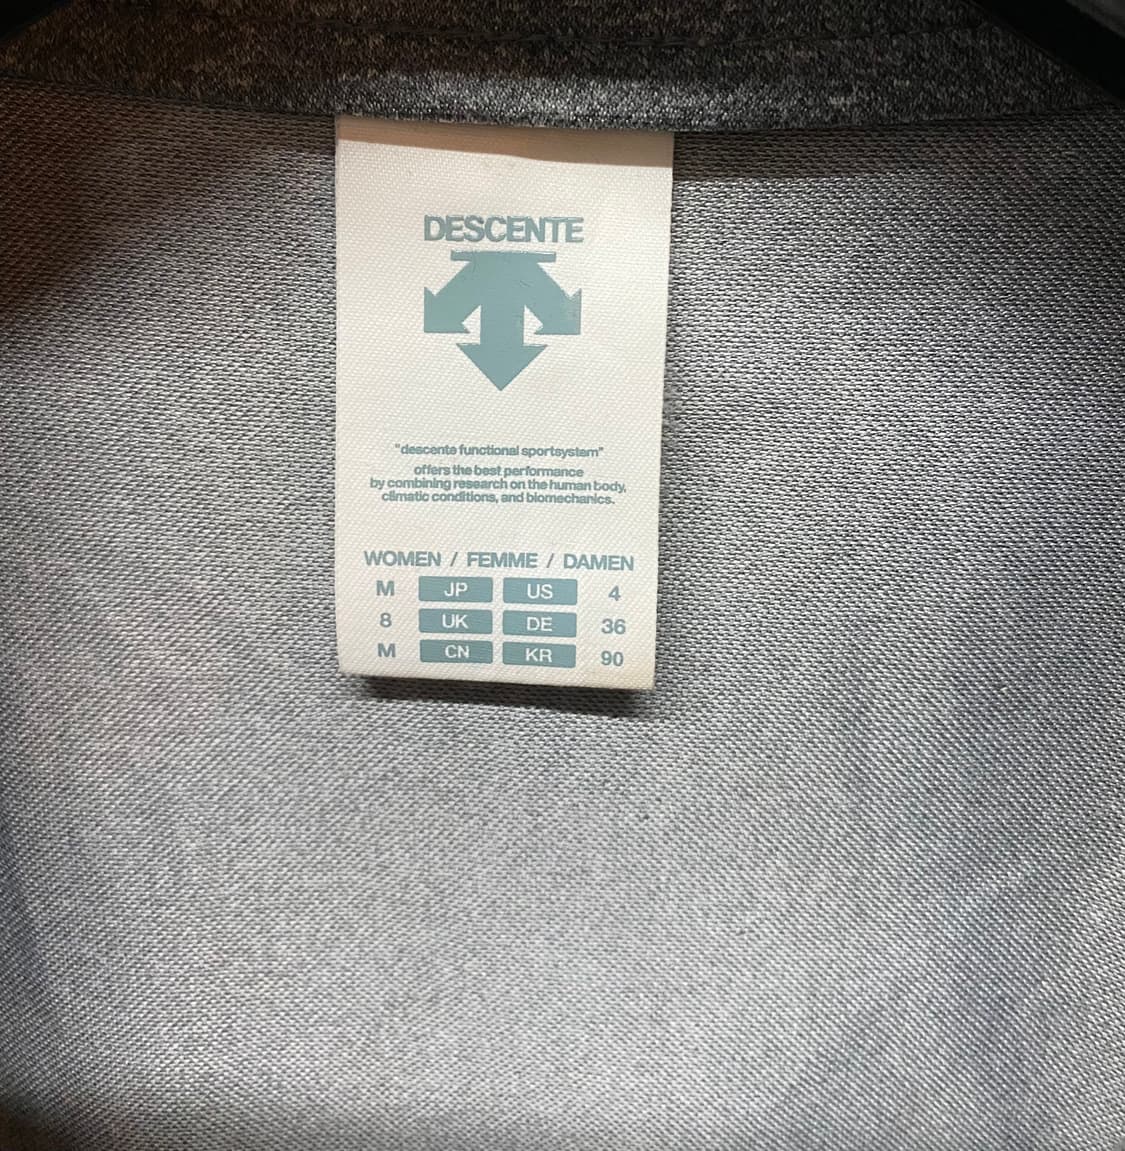 DESCENTE
"descente functional sportsystem"
offers the best performance
by combining research on the human body,
climatic conditions, and biomechanics.
WOMEN / FEMME / DAMEN
M JP US 4
8 UK DE 36
M CN KR 90